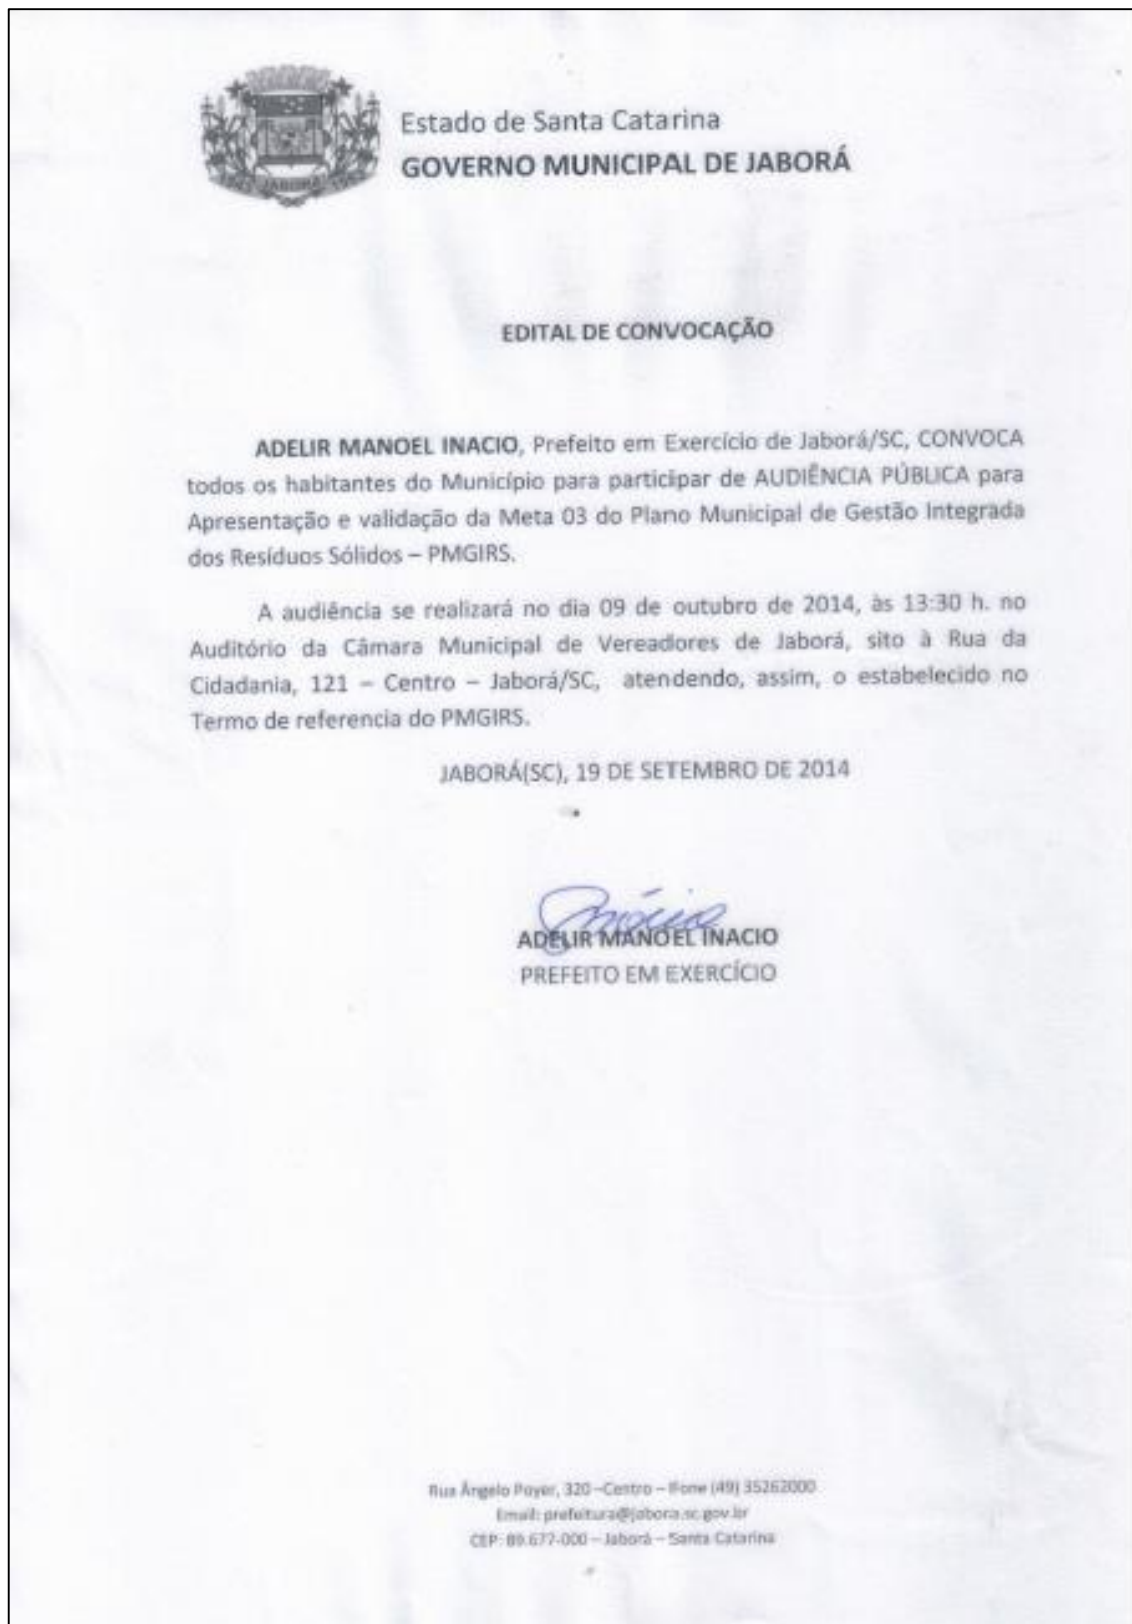 JABORÁ
Estado de Santa Catarina
GOVERNO MUNICIPAL DE JABORÁ
EDITAL DE CONVOCAÇÃO
ADELIR MANOEL INACIO, Prefeito em Exercício de Jaborá/SC, CONVOCA
todos os habitantes do Município para participar de AUDIÊNCIA PÚBLICA para
Apresentação e validação da Meta 03 do Plano Municipal de Gestão Integrada
dos Resíduos Sólidos – PMGIRS.
A audiência se realizará no dia 09 de outubro de 2014, às 13:30 h. no
Auditório da Câmara Municipal de Vereadores de Jaborá, sito à Rua da
Cidadania, 121 – Centro – Jaborá/SC, atendendo, assim, o estabelecido no
Termo de referencia do PMGIRS.
JABORÁ(SC), 19 DE SETEMBRO DE 2014
ADELIR MANOEL INACIO
PREFEITO EM EXERCÍCIO
Rua Ângelo Poyer, 320 –Centro – Fone (49) 35262000
Email: prefeitura@jabora.sc.gov.br
CEP: 89.677-000 – Jaborá – Santa Catarina